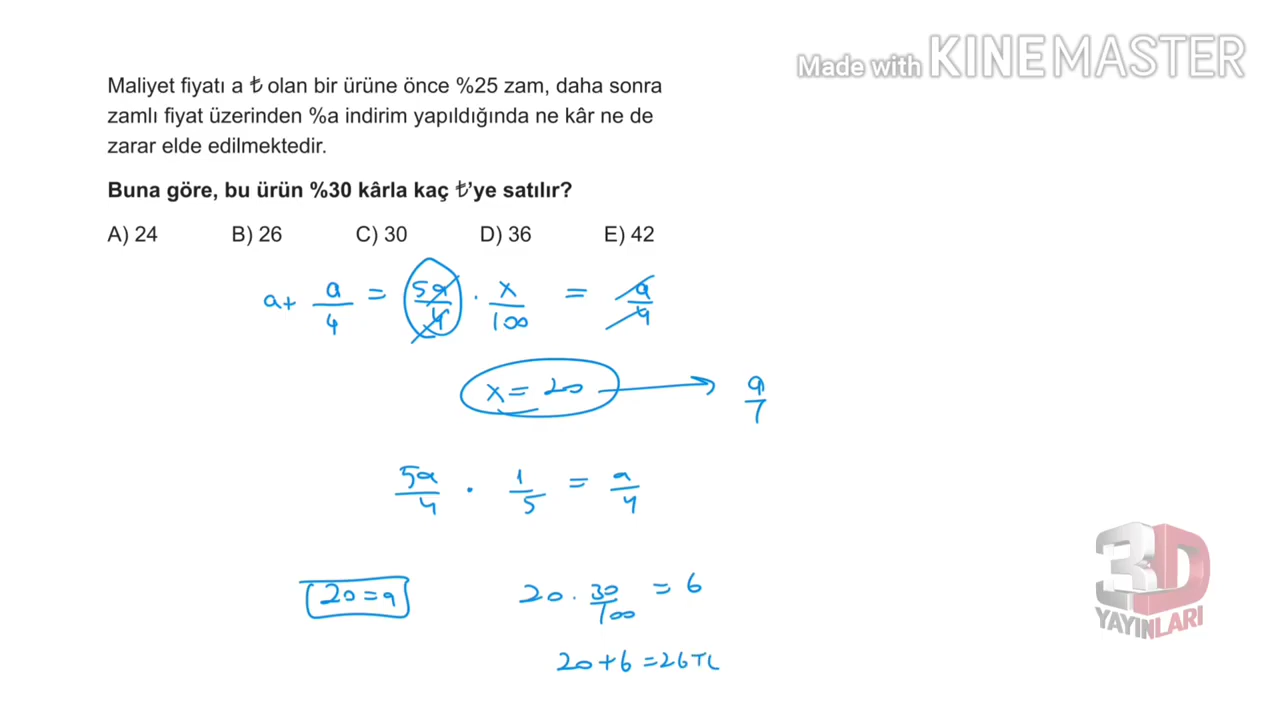 Made with KINEMASTER
Maliyet fiyatı a ₺ olan bir ürüne önce %25 zam, daha sonra
zamlı fiyat üzerinden %a indirim yapıldığında ne kâr ne de
zarar elde edilmektedir.
Buna göre, bu ürün %30 kârla kaç ₺'ye satılır?
A) 24 B) 26 C) 30 D) 36 E) 42
a + a/4 = 5a/4 · x/100 = a/4
x = 20 → a/7
5a/4 · 1/5 = a/4
20 = a 20 · 30/100 = 6
20 + 6 = 26 TL
3D
YAYINLARI